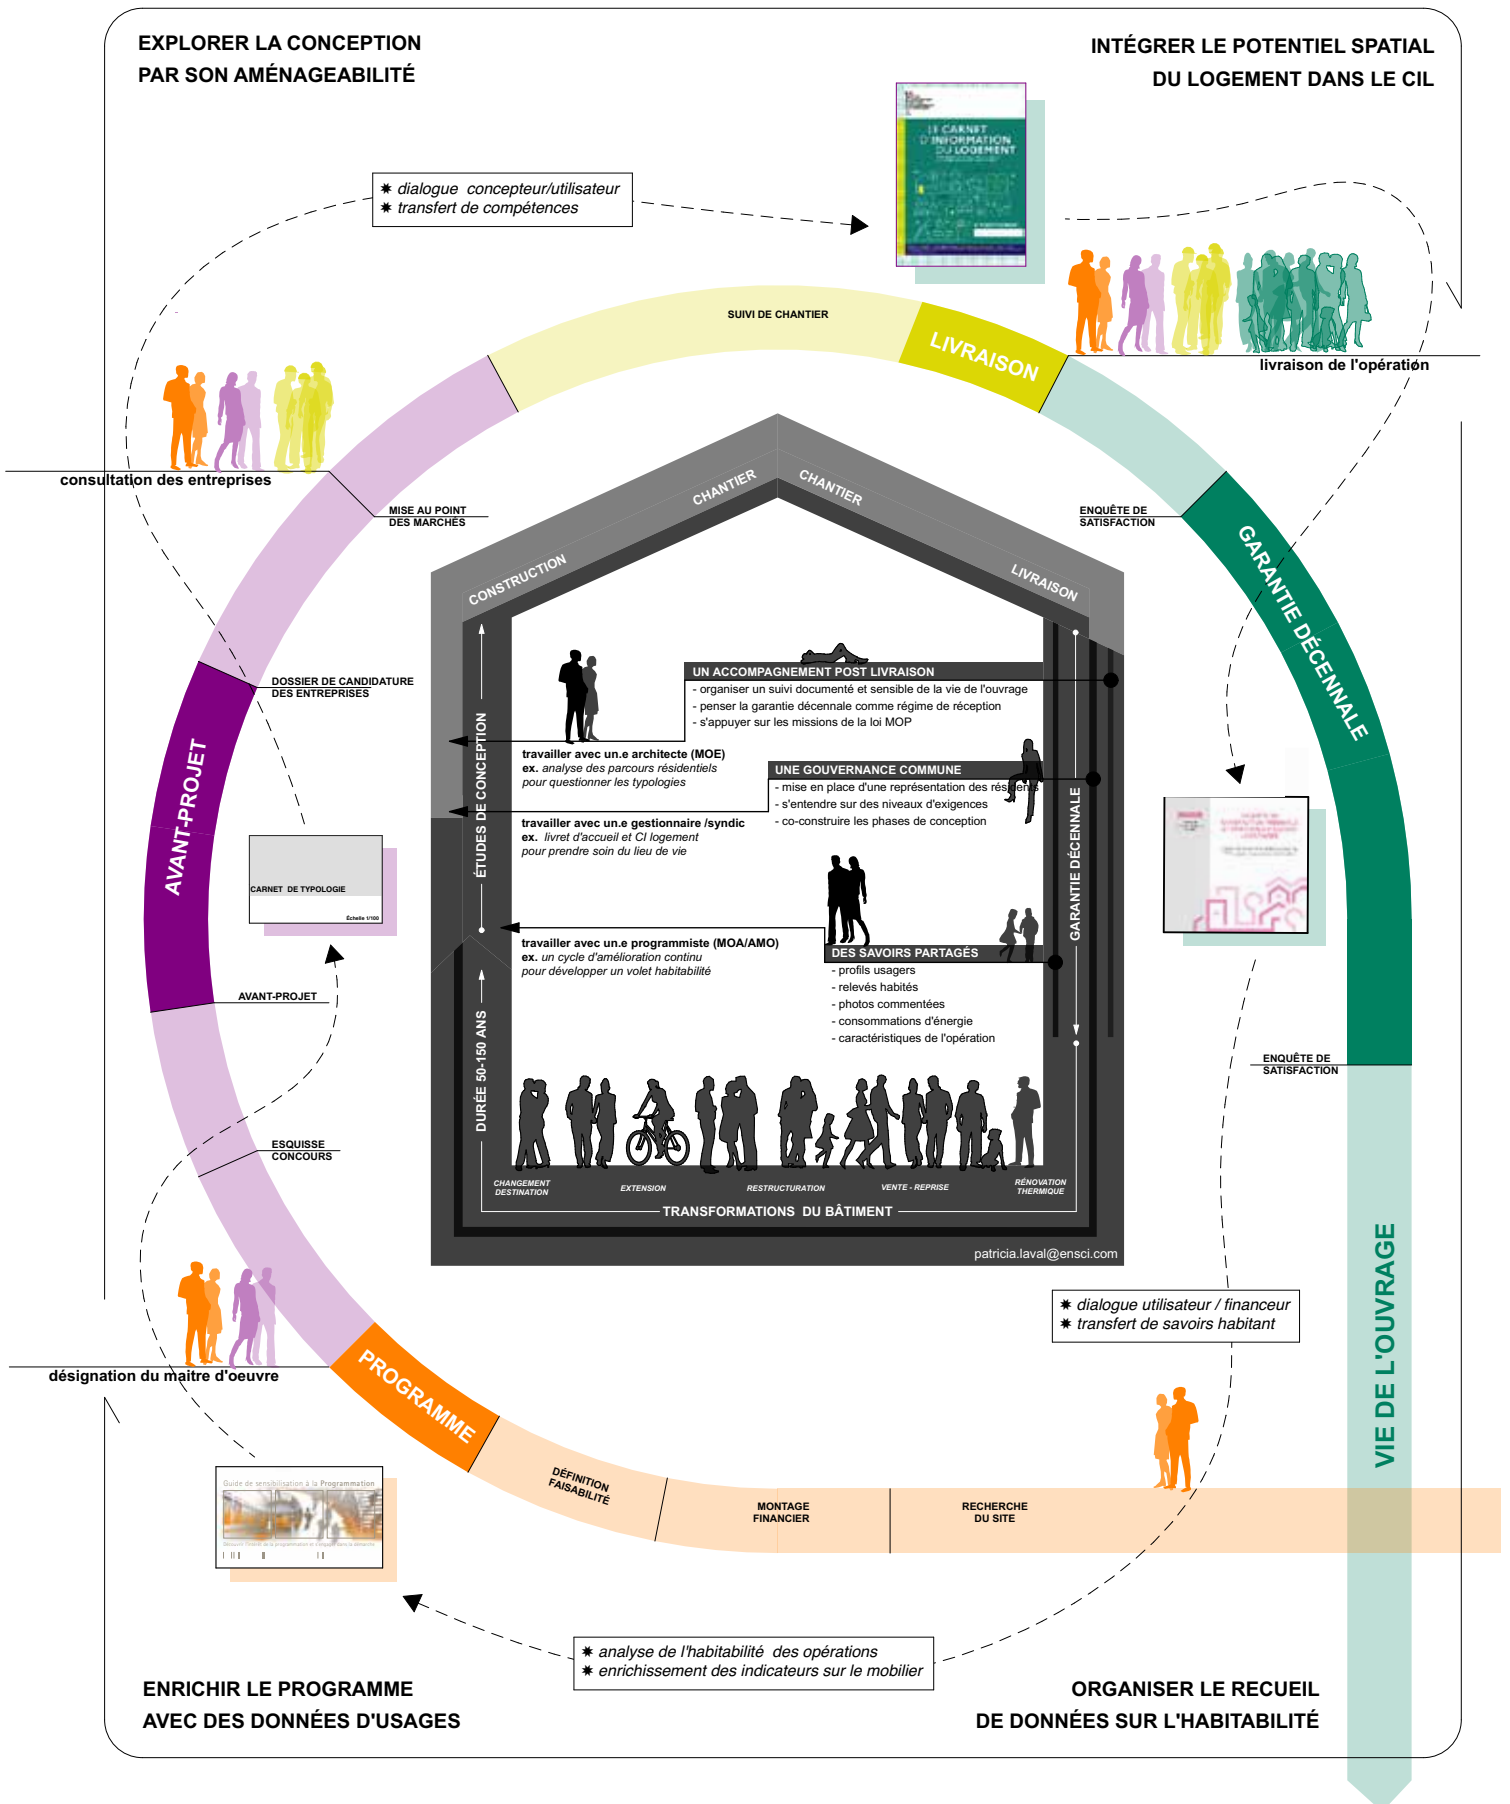 EXPLORER LA CONCEPTION
PAR SON AMÉNAGEABILITÉ
INTÉGRER LE POTENTIEL SPATIAL
DU LOGEMENT DANS LE CIL
LE CARNET
D'INFORMATION
DU LOGEMENT
✷ dialogue concepteur/utilisateur
✷ transfert de compétences
SUIVI DE CHANTIER
LIVRAISON
livraison de l'opération
consultation des entreprises
MISE AU POINT
DES MARCHÉS
ENQUÊTE DE
SATISFACTION
GARANTIE DÉCENNALE
CHANTIER
CHANTIER
CONSTRUCTION
LIVRAISON
DOSSIER DE CANDIDATURE
DES ENTREPRISES
AVANT-PROJET
ÉTUDES DE CONCEPTION
GARANTIE DÉCENNALE
UN ACCOMPAGNEMENT POST LIVRAISON
- organiser un suivi documenté et sensible de la vie de l'ouvrage
- penser la garantie décennale comme régime de réception
- s'appuyer sur les missions de la loi MOP
travailler avec un.e architecte (MOE)
ex. analyse des parcours résidentiels
pour questionner les typologies
UNE GOUVERNANCE COMMUNE
- mise en place d'une représentation des résidents
- s'entendre sur des niveaux d'exigences
- co-construire les phases de conception
travailler avec un.e gestionnaire /syndic
ex. livret d'accueil et CI logement
pour prendre soin du lieu de vie
CARNET DE TYPOLOGIE
Échelle 1/100
travailler avec un.e programmiste (MOA/AMO)
ex. un cycle d'amélioration continu
pour développer un volet habitabilité
DES SAVOIRS PARTAGÉS
- profils usagers
- relevés habités
- photos commentées
- consommations d'énergie
- caractéristiques de l'opération
AVANT-PROJET
DURÉE 50-150 ANS
ENQUÊTE DE
SATISFACTION
ESQUISSE
CONCOURS
CHANGEMENT
DESTINATION
EXTENSION
RESTRUCTURATION
VENTE - REPRISE
RÉNOVATION
THERMIQUE
TRANSFORMATIONS DU BÂTIMENT
patricia.laval@ensci.com
✷ dialogue utilisateur / financeur
✷ transfert de savoirs habitant
VIE DE L'OUVRAGE
désignation du maitre d'oeuvre
PROGRAMME
Guide de sensibilisation à la Programmation
DÉFINITION
FAISABILITÉ
MONTAGE
FINANCIER
RECHERCHE
DU SITE
✷ analyse de l'habitabilité des opérations
✷ enrichissement des indicateurs sur le mobilier
ENRICHIR LE PROGRAMME
AVEC DES DONNÉES D'USAGES
ORGANISER LE RECUEIL
DE DONNÉES SUR L'HABITABILITÉ